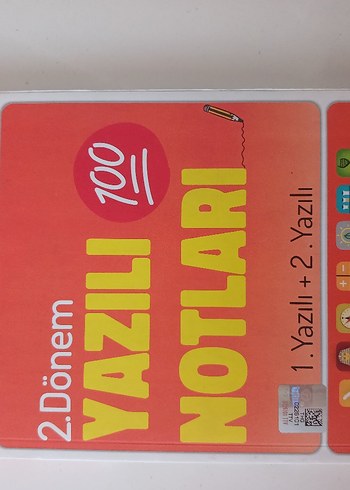 2.Dönem
YAZILI 100
NOTLARI
1.Yazılı + 2.Yazılı